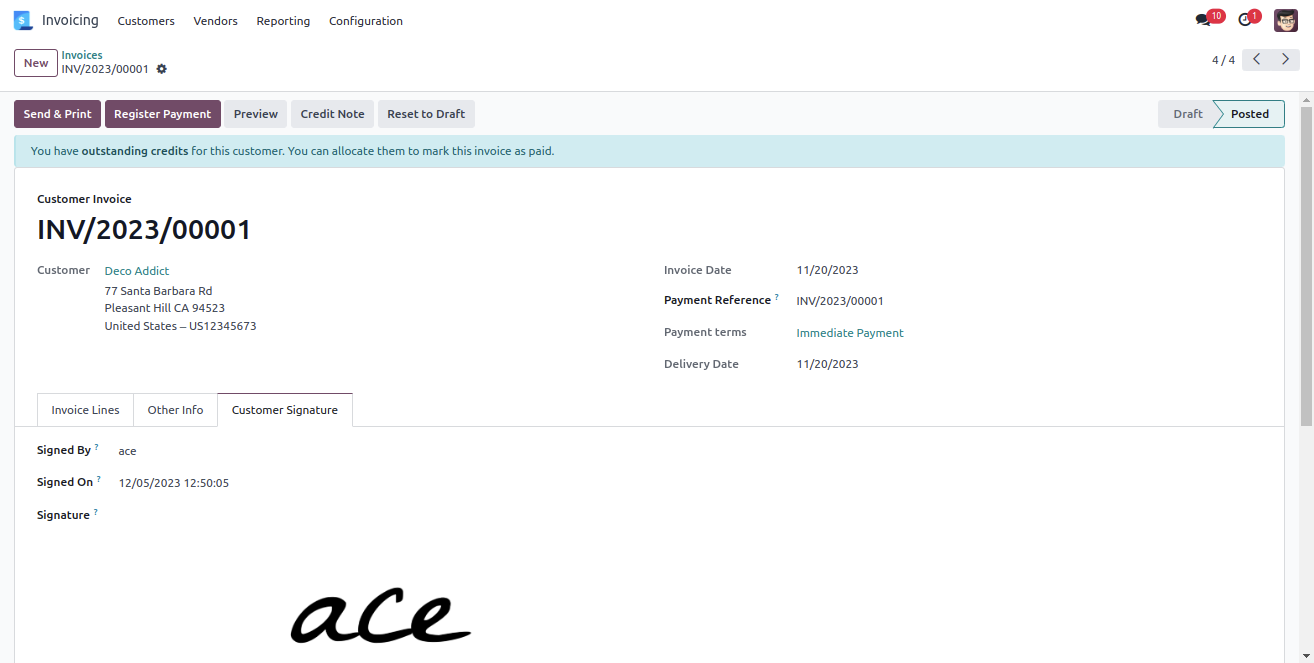 Invoicing Customers Vendors Reporting Configuration 10 1
New Invoices
INV/2023/00001
4 / 4
Send & Print Register Payment Preview Credit Note Reset to Draft Draft Posted
You have outstanding credits for this customer. You can allocate them to mark this invoice as paid.
Customer Invoice
INV/2023/00001
Customer Deco Addict
77 Santa Barbara Rd
Pleasant Hill CA 94523
United States – US12345673
Invoice Date 11/20/2023
Payment Reference ? INV/2023/00001
Payment terms Immediate Payment
Delivery Date 11/20/2023
Invoice Lines Other Info Customer Signature
Signed By ? ace
Signed On ? 12/05/2023 12:50:05
Signature ?
ace